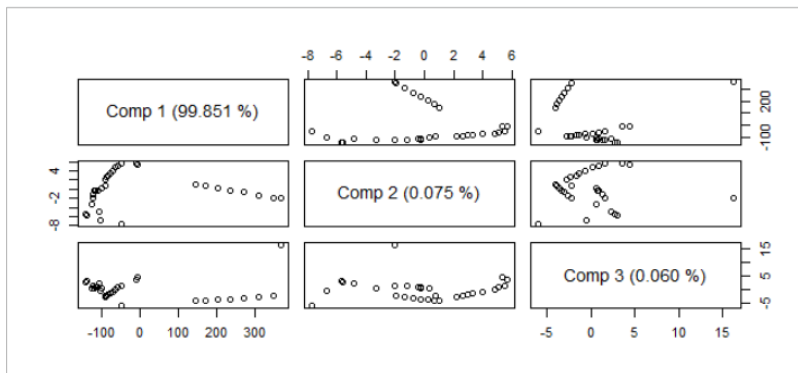 -8 -6 -4 -2 0 2 4 6
Comp 1 (99.851 %)
-100 200
-8 -2 4
Comp 2 (0.075 %)
Comp 3 (0.060 %)
-5 5 15
-100 0 100 200 300
-5 0 5 10 15